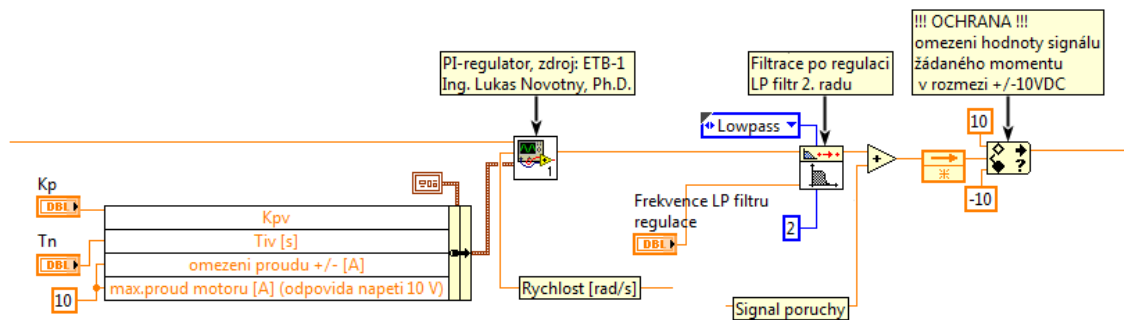 PI-regulator, zdroj: ETB-1
Ing. Lukas Novotny, Ph.D.
Filtrace po regulaci
LP filtr 2. radu
!!! OCHRANA !!!
omezeni hodnoty signálu
žádaného momentu
v rozmezi +/-10VDC
Lowpass
10
1
-10
Kp
DBL
Kpv
Tn
DBL
Tiv [s]
omezeni proudu +/- [A]
10
max.proud motoru [A] (odpovida napeti 10 V)
Frekvence LP filtru
regulace
DBL
2
Rychlost [rad/s]
Signal poruchy
?